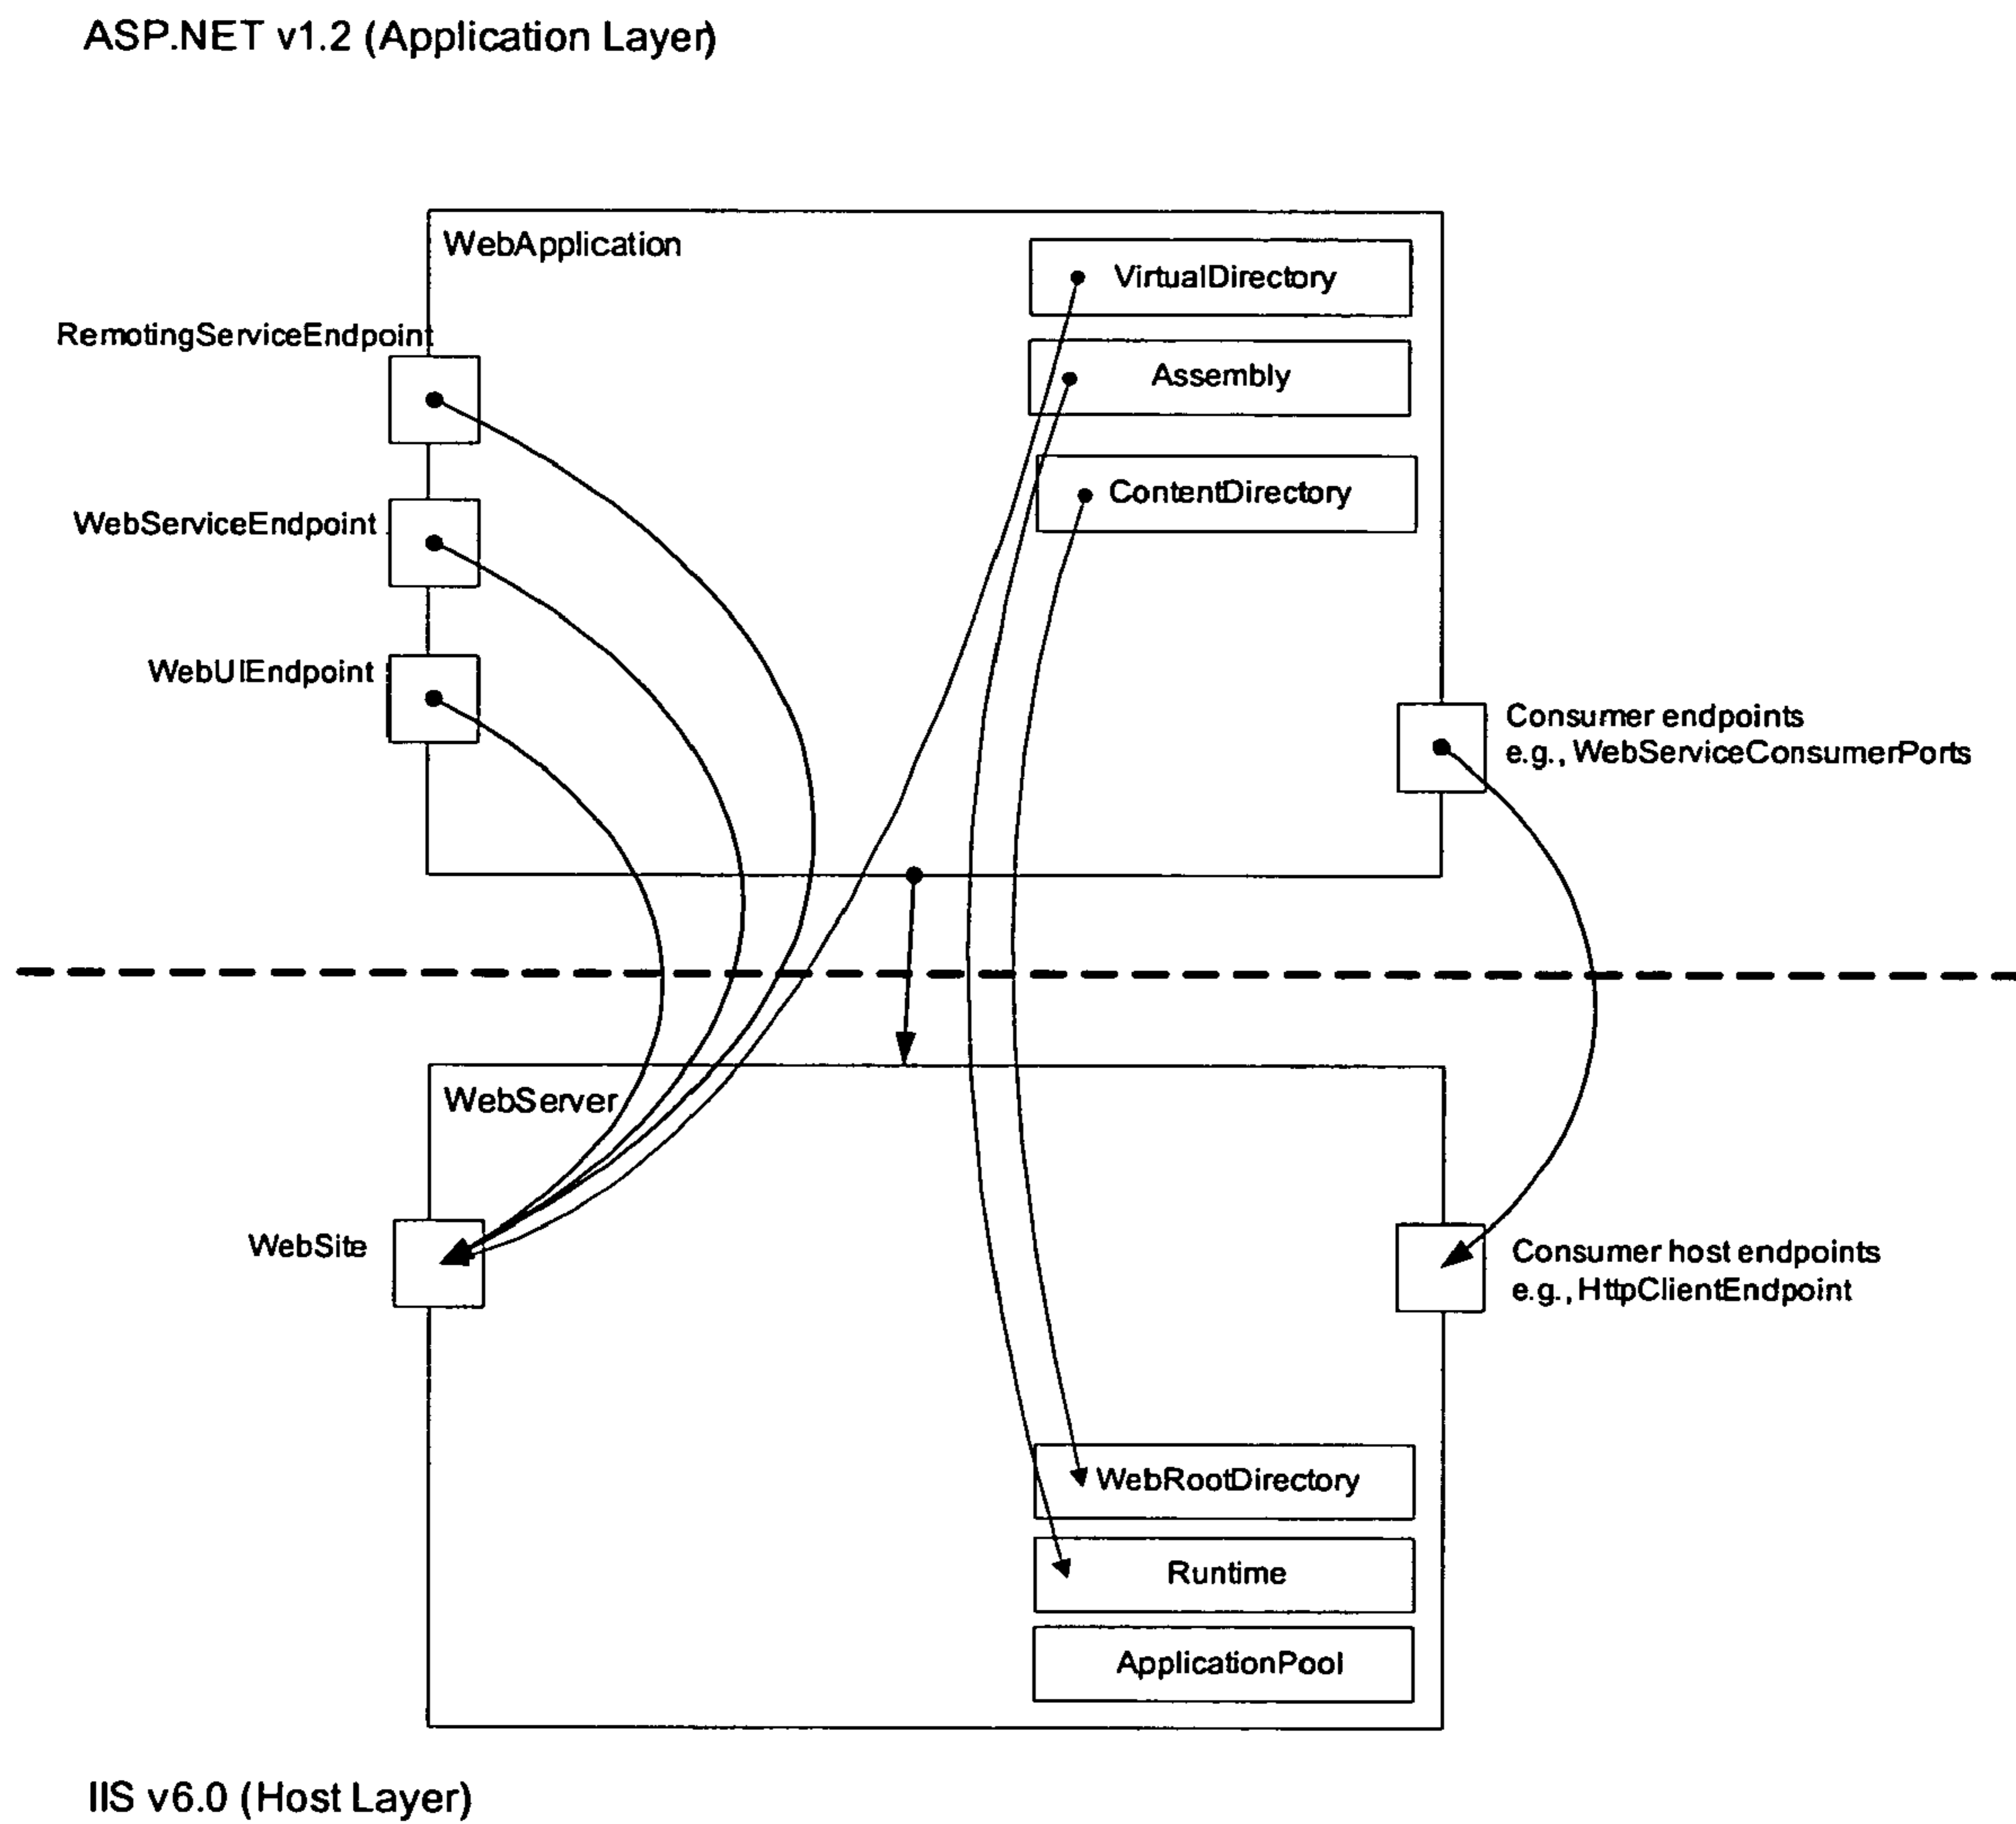 ASP.NET v1.2 (Application Layer)
WebApplication
VirtualDirectory
RemotingServiceEndpoint
Assembly
ContentDirectory
WebServiceEndpoint
WebUIEndpoint
Consumer endpoints
e.g., WebServiceConsumerPorts
WebServer
WebSite
Consumer host endpoints
e.g., HttpClientEndpoint
WebRootDirectory
Runtime
ApplicationPool
IIS v6.0 (Host Layer)